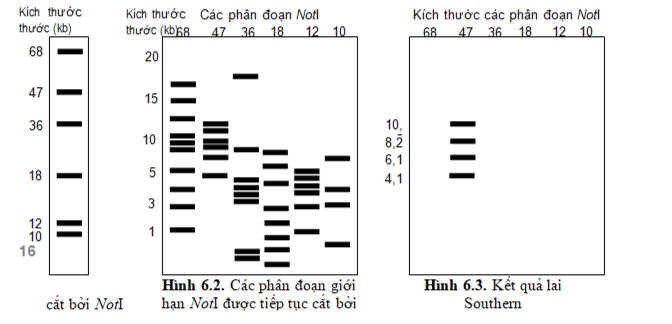 Kích thước
thước (kb)
68
47
36
18
12
10
16
cắt bởi NotI
Kích thước Các phân đoạn NotI
thước (kb) 68 47 36 18 12 10
20
15
10
5
3
1
Hình 6.2. Các phân đoạn giới
hạn NotI được tiếp tục cắt bởi
Kích thước các phân đoạn NotI
68 47 36 18 12 10
10,
8,2
6,1
4,1
Hình 6.3. Kết quả lai
Southern